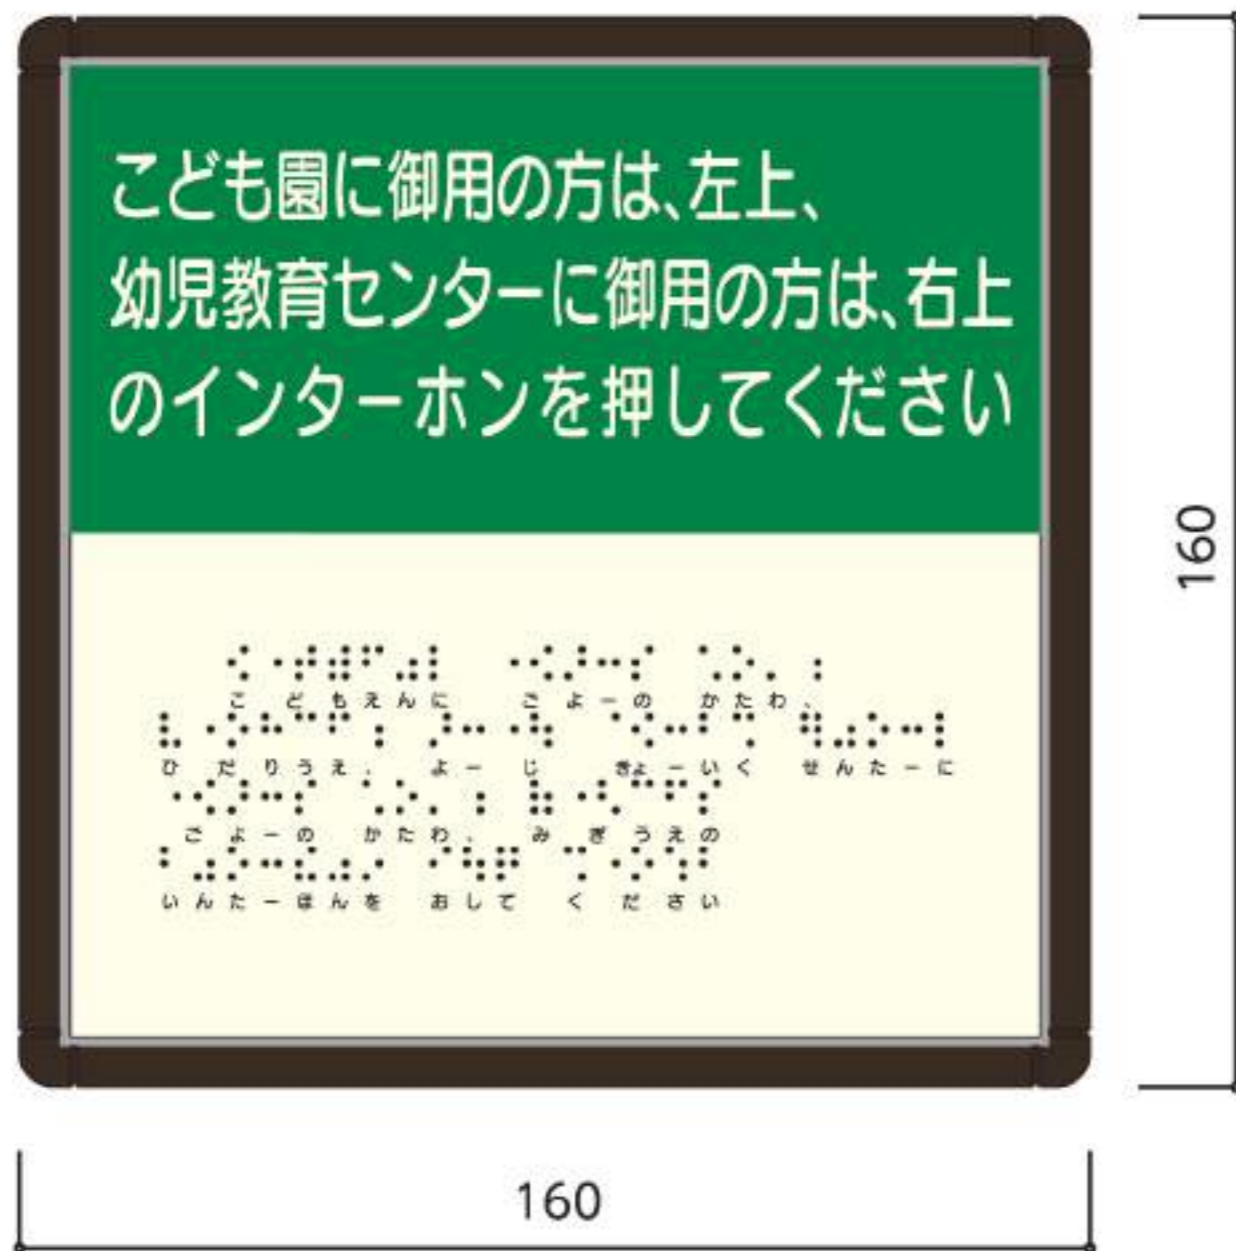 こども園に御用の方は、左上、
幼児教育センターに御用の方は、右上
のインターホンを押してください
こどもえんに ごよーの かたわ、
ひだりうえ、 よーじ きょーいく せんたーに
ごよーの かたわ、 みぎうえの
いんたーほんを おして ください
160
160